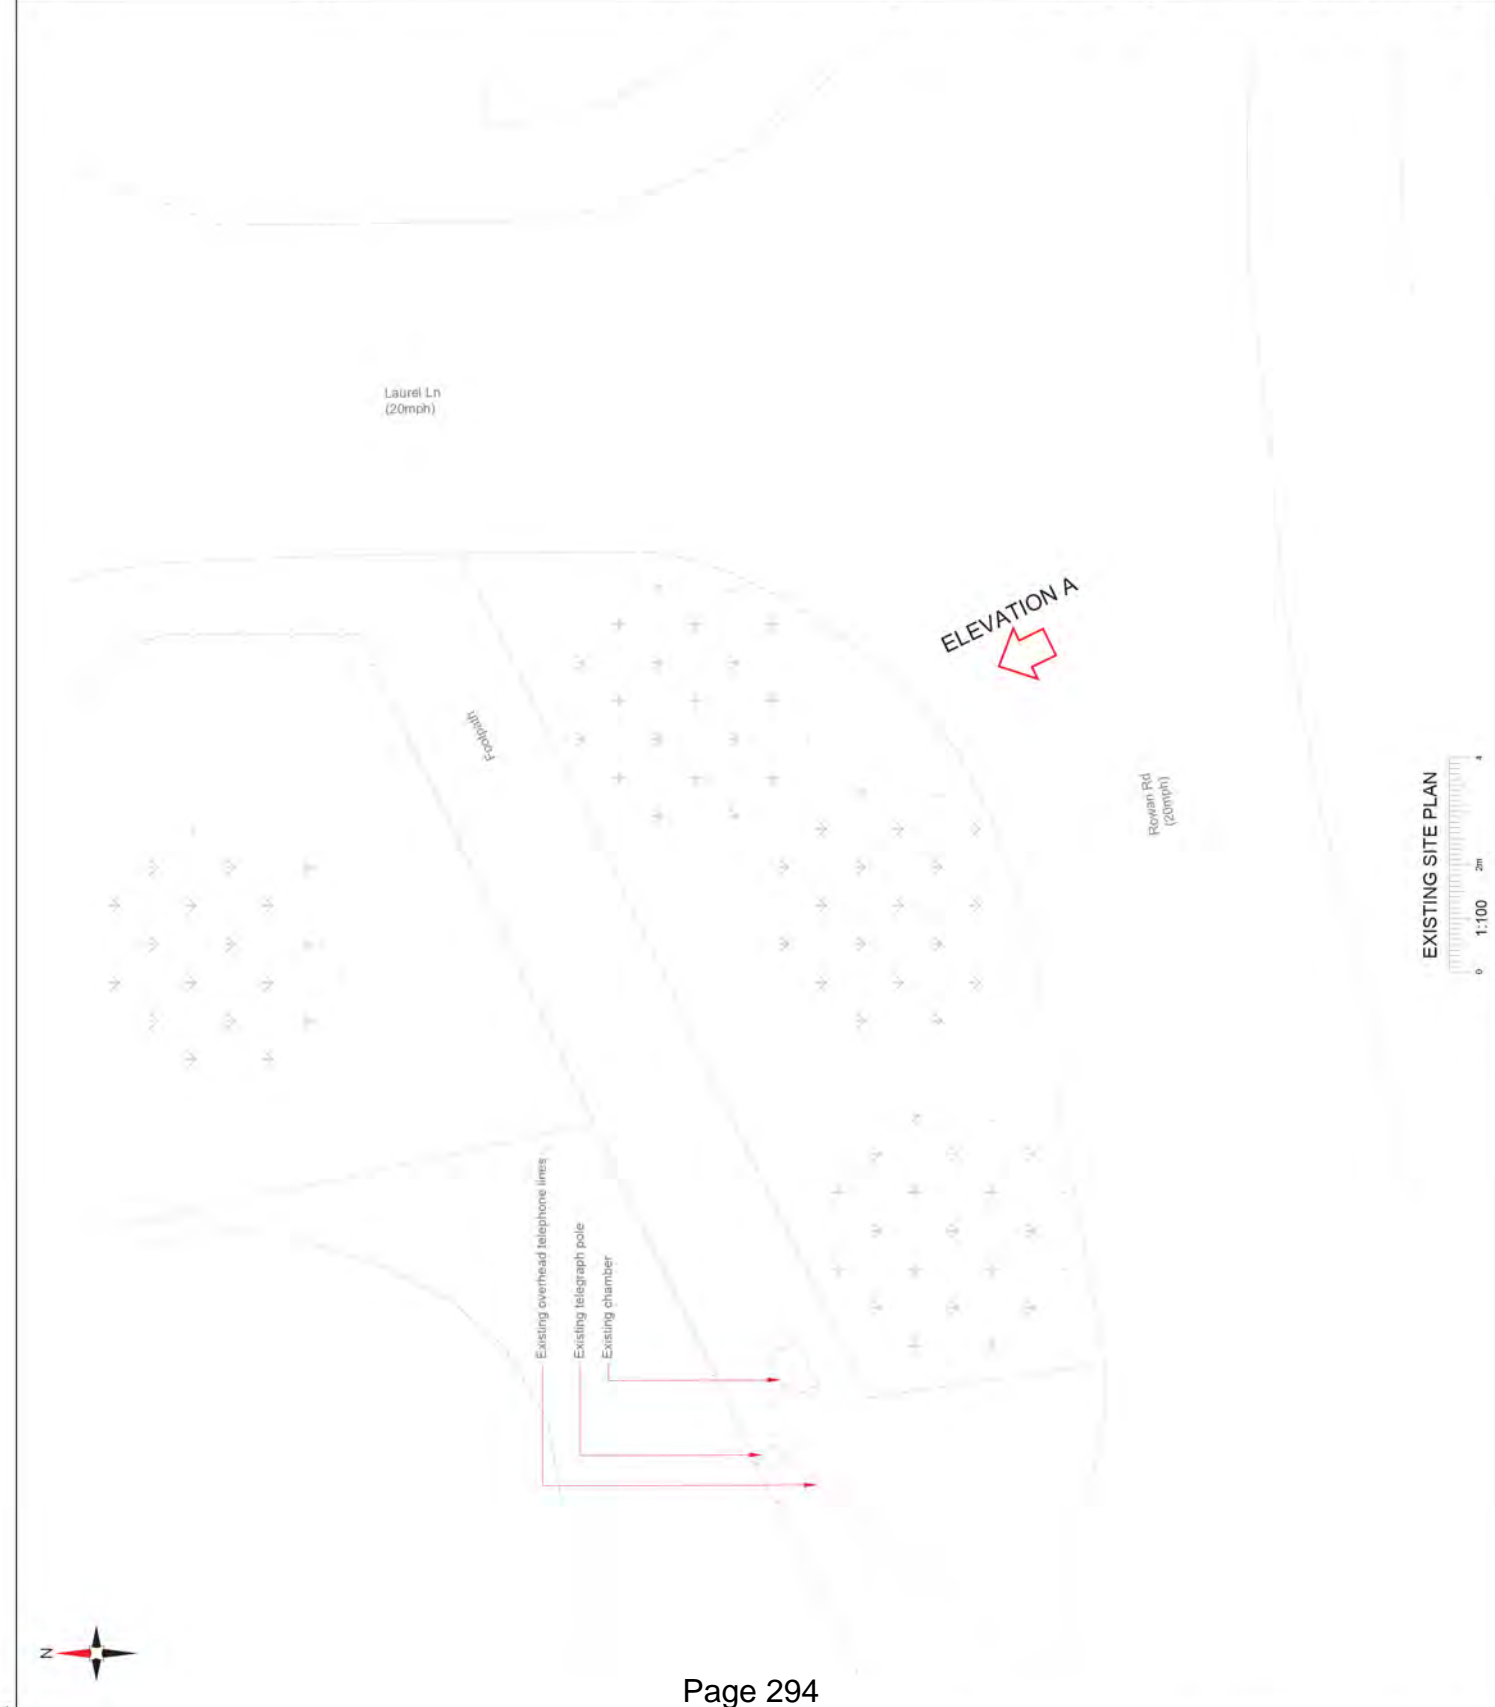 Laurel Ln
(20mph)
ELEVATION A
Footpath
Rowan Rd
(20mph)
Existing overhead telephone lines
Existing telegraph pole
Existing chamber
EXISTING SITE PLAN
0 1:100 2m 4
N
Page 294